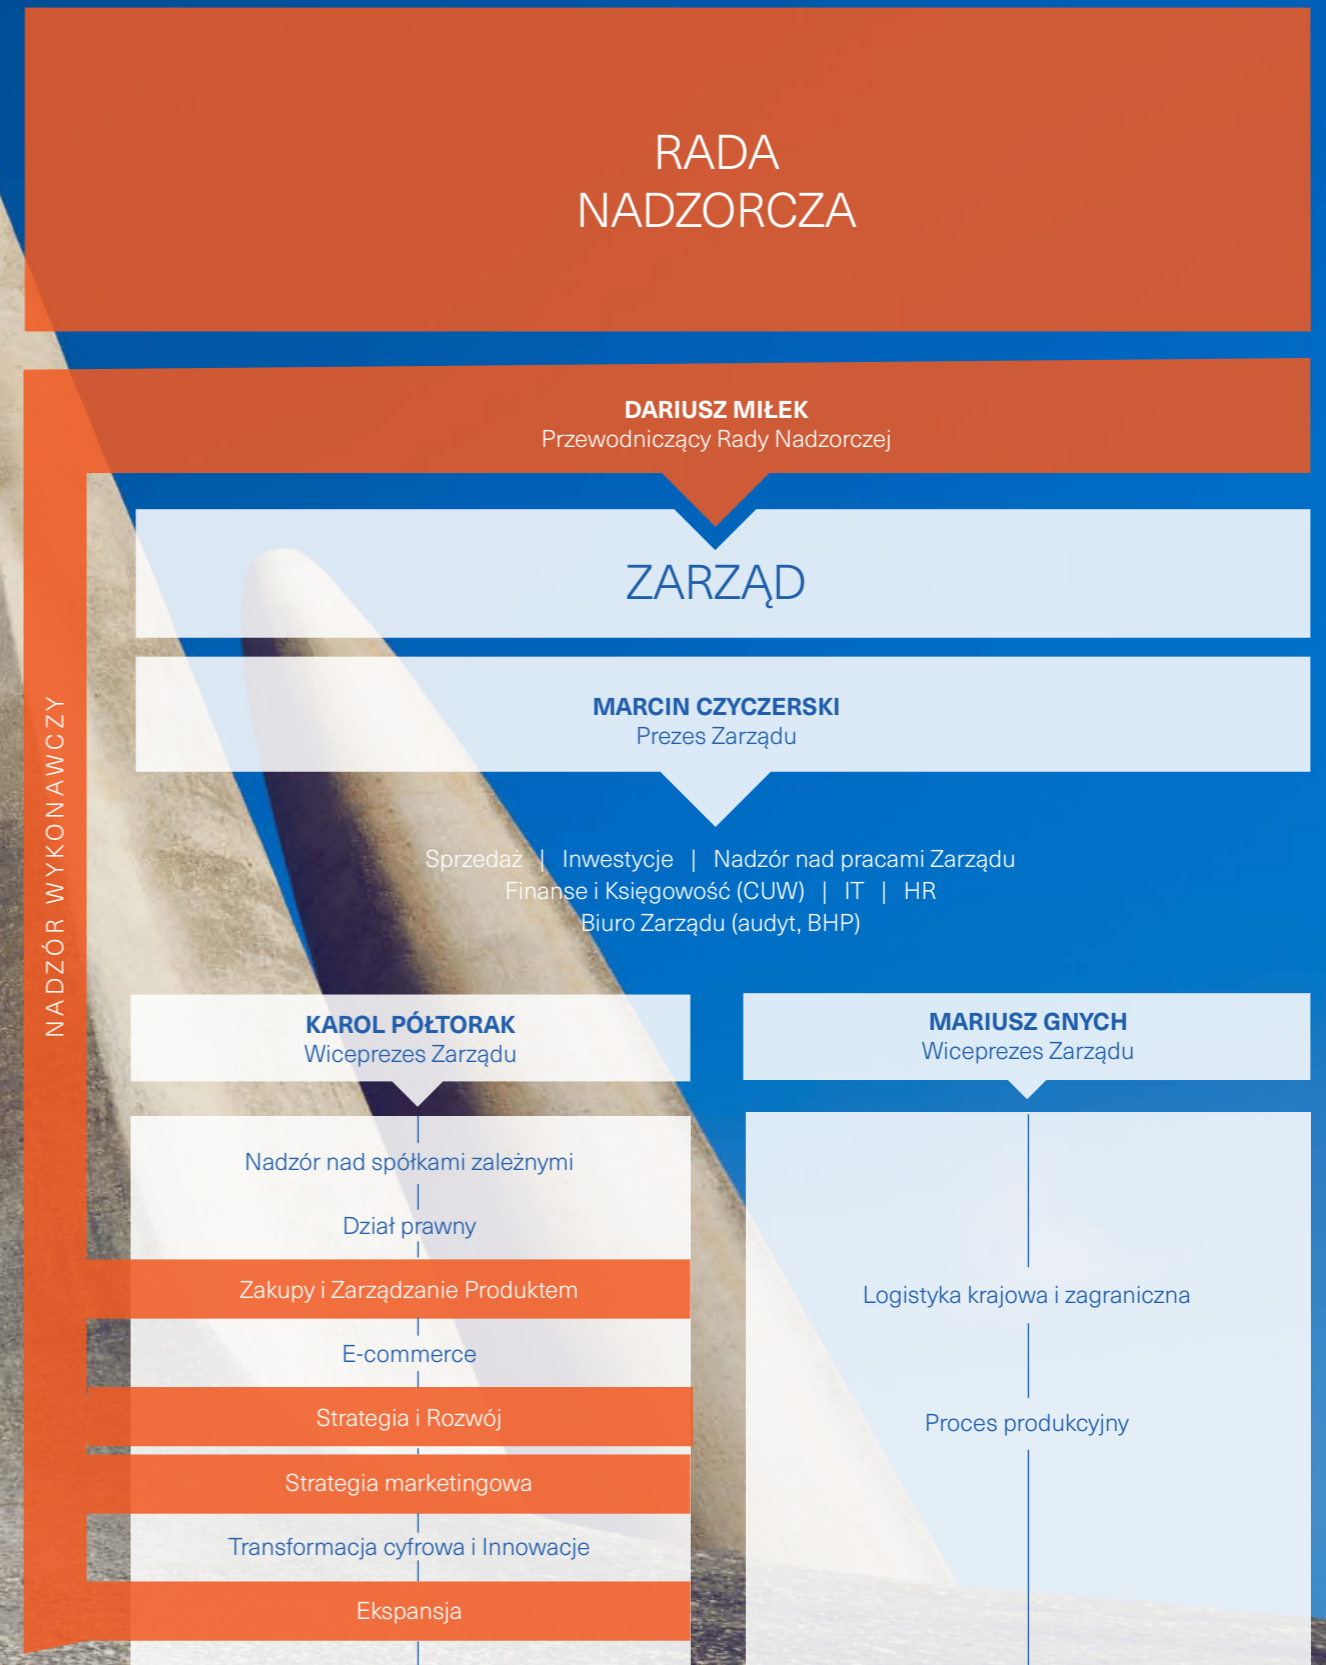 RADA
NADZORCZA
DARIUSZ MIŁEK
Przewodniczący Rady Nadzorczej
ZARZĄD
MARCIN CZYCZERSKI
Prezes Zarządu
NADZÓR WYKONAWCZY
Sprzedaż | Inwestycje | Nadzór nad pracami Zarządu
Finanse i Księgowość (CUW) | IT | HR
Biuro Zarządu (audyt, BHP)
KAROL PÓŁTORAK
Wiceprezes Zarządu
Nadzór nad spółkami zależnymi
Dział prawny
Zakupy i Zarządzanie Produktem
E-commerce
Strategia i Rozwój
Strategia marketingowa
Transformacja cyfrowa i Innowacje
Ekspansja
MARIUSZ GNYCH
Wiceprezes Zarządu
Logistyka krajowa i zagraniczna
Proces produkcyjny